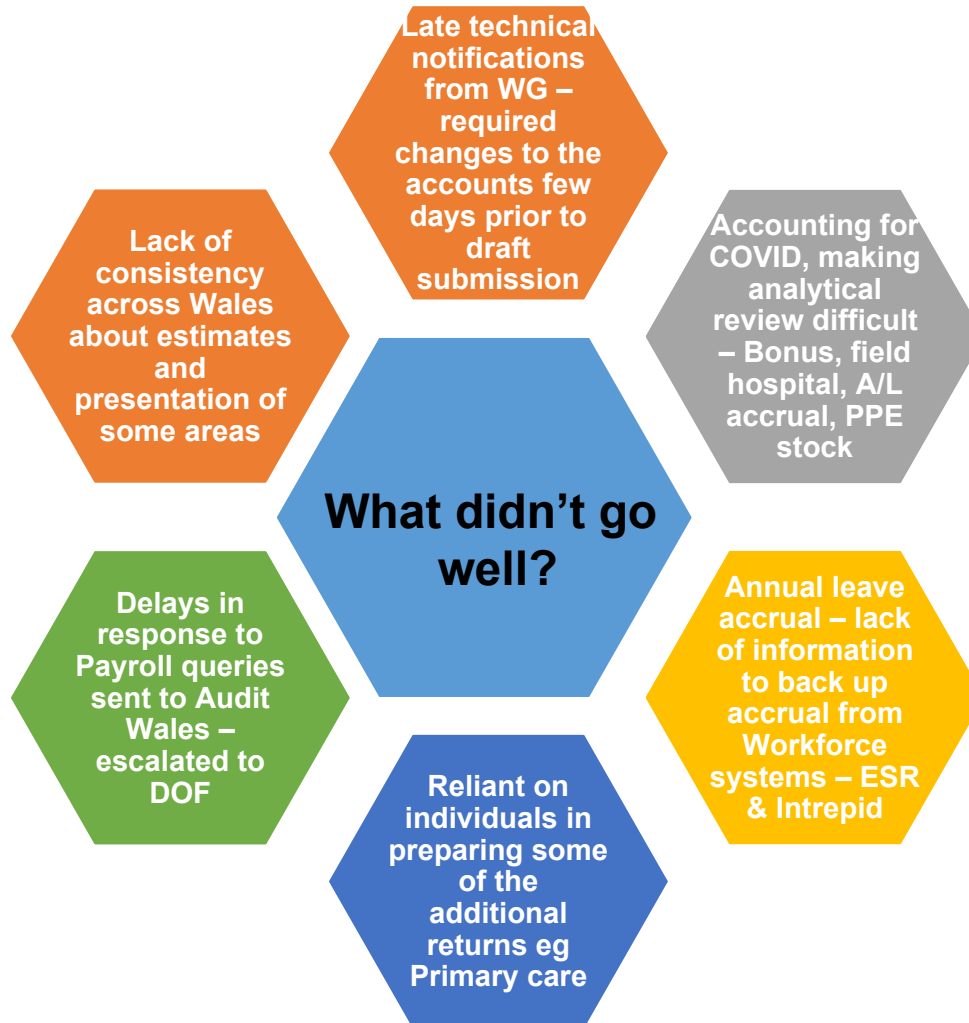 Late technical
notifications
from WG –
required
changes to the
accounts few
days prior to
draft
submission
Accounting for
COVID, making
analytical
review difficult
– Bonus, field
hospital, A/L
accrual, PPE
stock
Annual leave
accrual – lack
of information
to back up
accrual from
Workforce
systems – ESR
& Intrepid
Reliant on
individuals in
preparing some
of the
additional
returns eg
Primary care
Delays in
response to
Payroll queries
sent to Audit
Wales –
escalated to
DOF
Lack of
consistency
across Wales
about estimates
and
presentation of
some areas
What didn’t go
well?